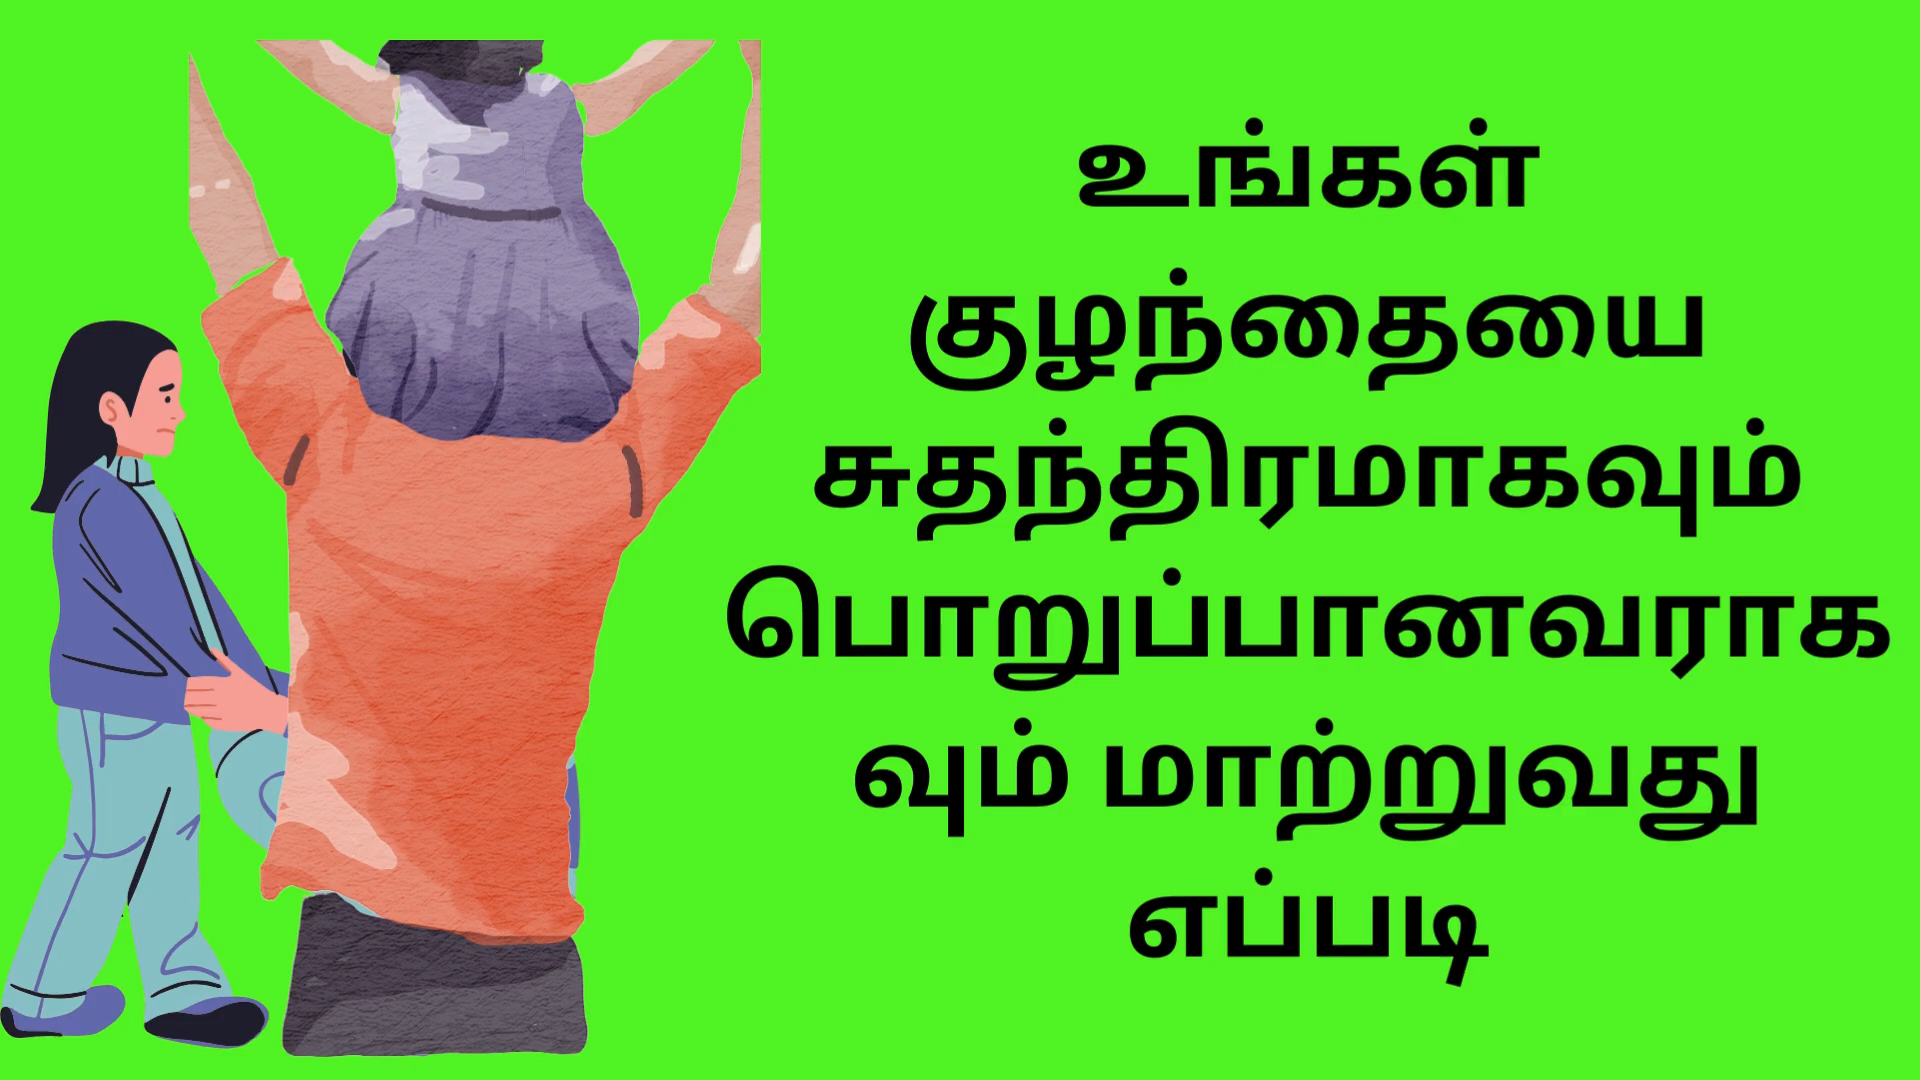 உங்கள்
குழந்தையை
சுதந்திரமாகவும்
பொறுப்பானவராக
வும் மாற்றுவது
எப்படி